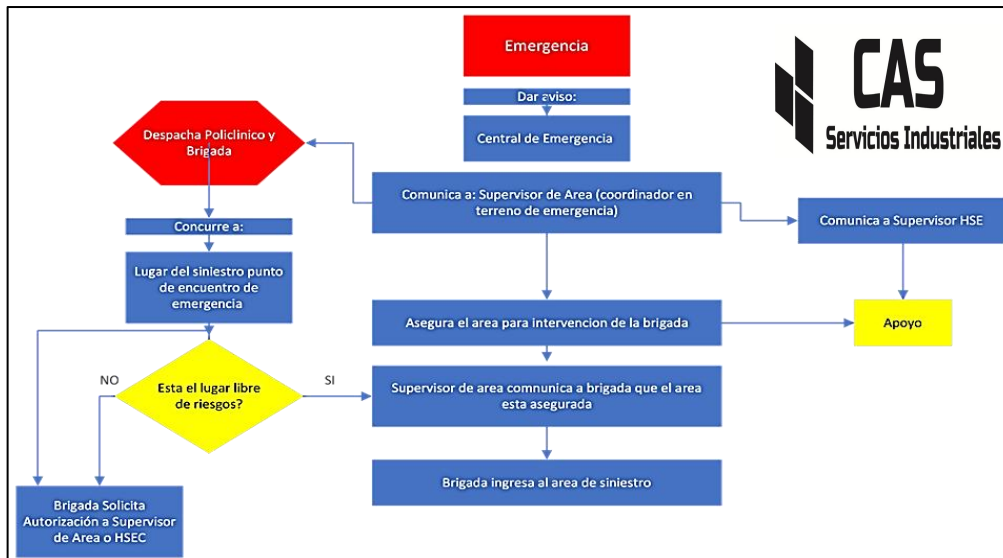 Emergencia
CAS
Servicios Industriales
Dar aviso:
Central de Emergencia
Despacha Policlínico y
Brigada
Comunica a: Supervisor de Area (coordinador en
terreno de emergencia)
Comunica a Supervisor HSE
Concurre a:
Lugar del siniestro punto
de encuentro de
emergencia
Asegura el area para intervencion de la brigada
Apoyo
NO
Esta el lugar libre
de riesgos?
SI
Supervisor de area comnunica a brigada que el area
esta asegurada
Brigada ingresa al area de siniestro
Brigada Solicita
Autorización a Supervisor
de Area o HSEC